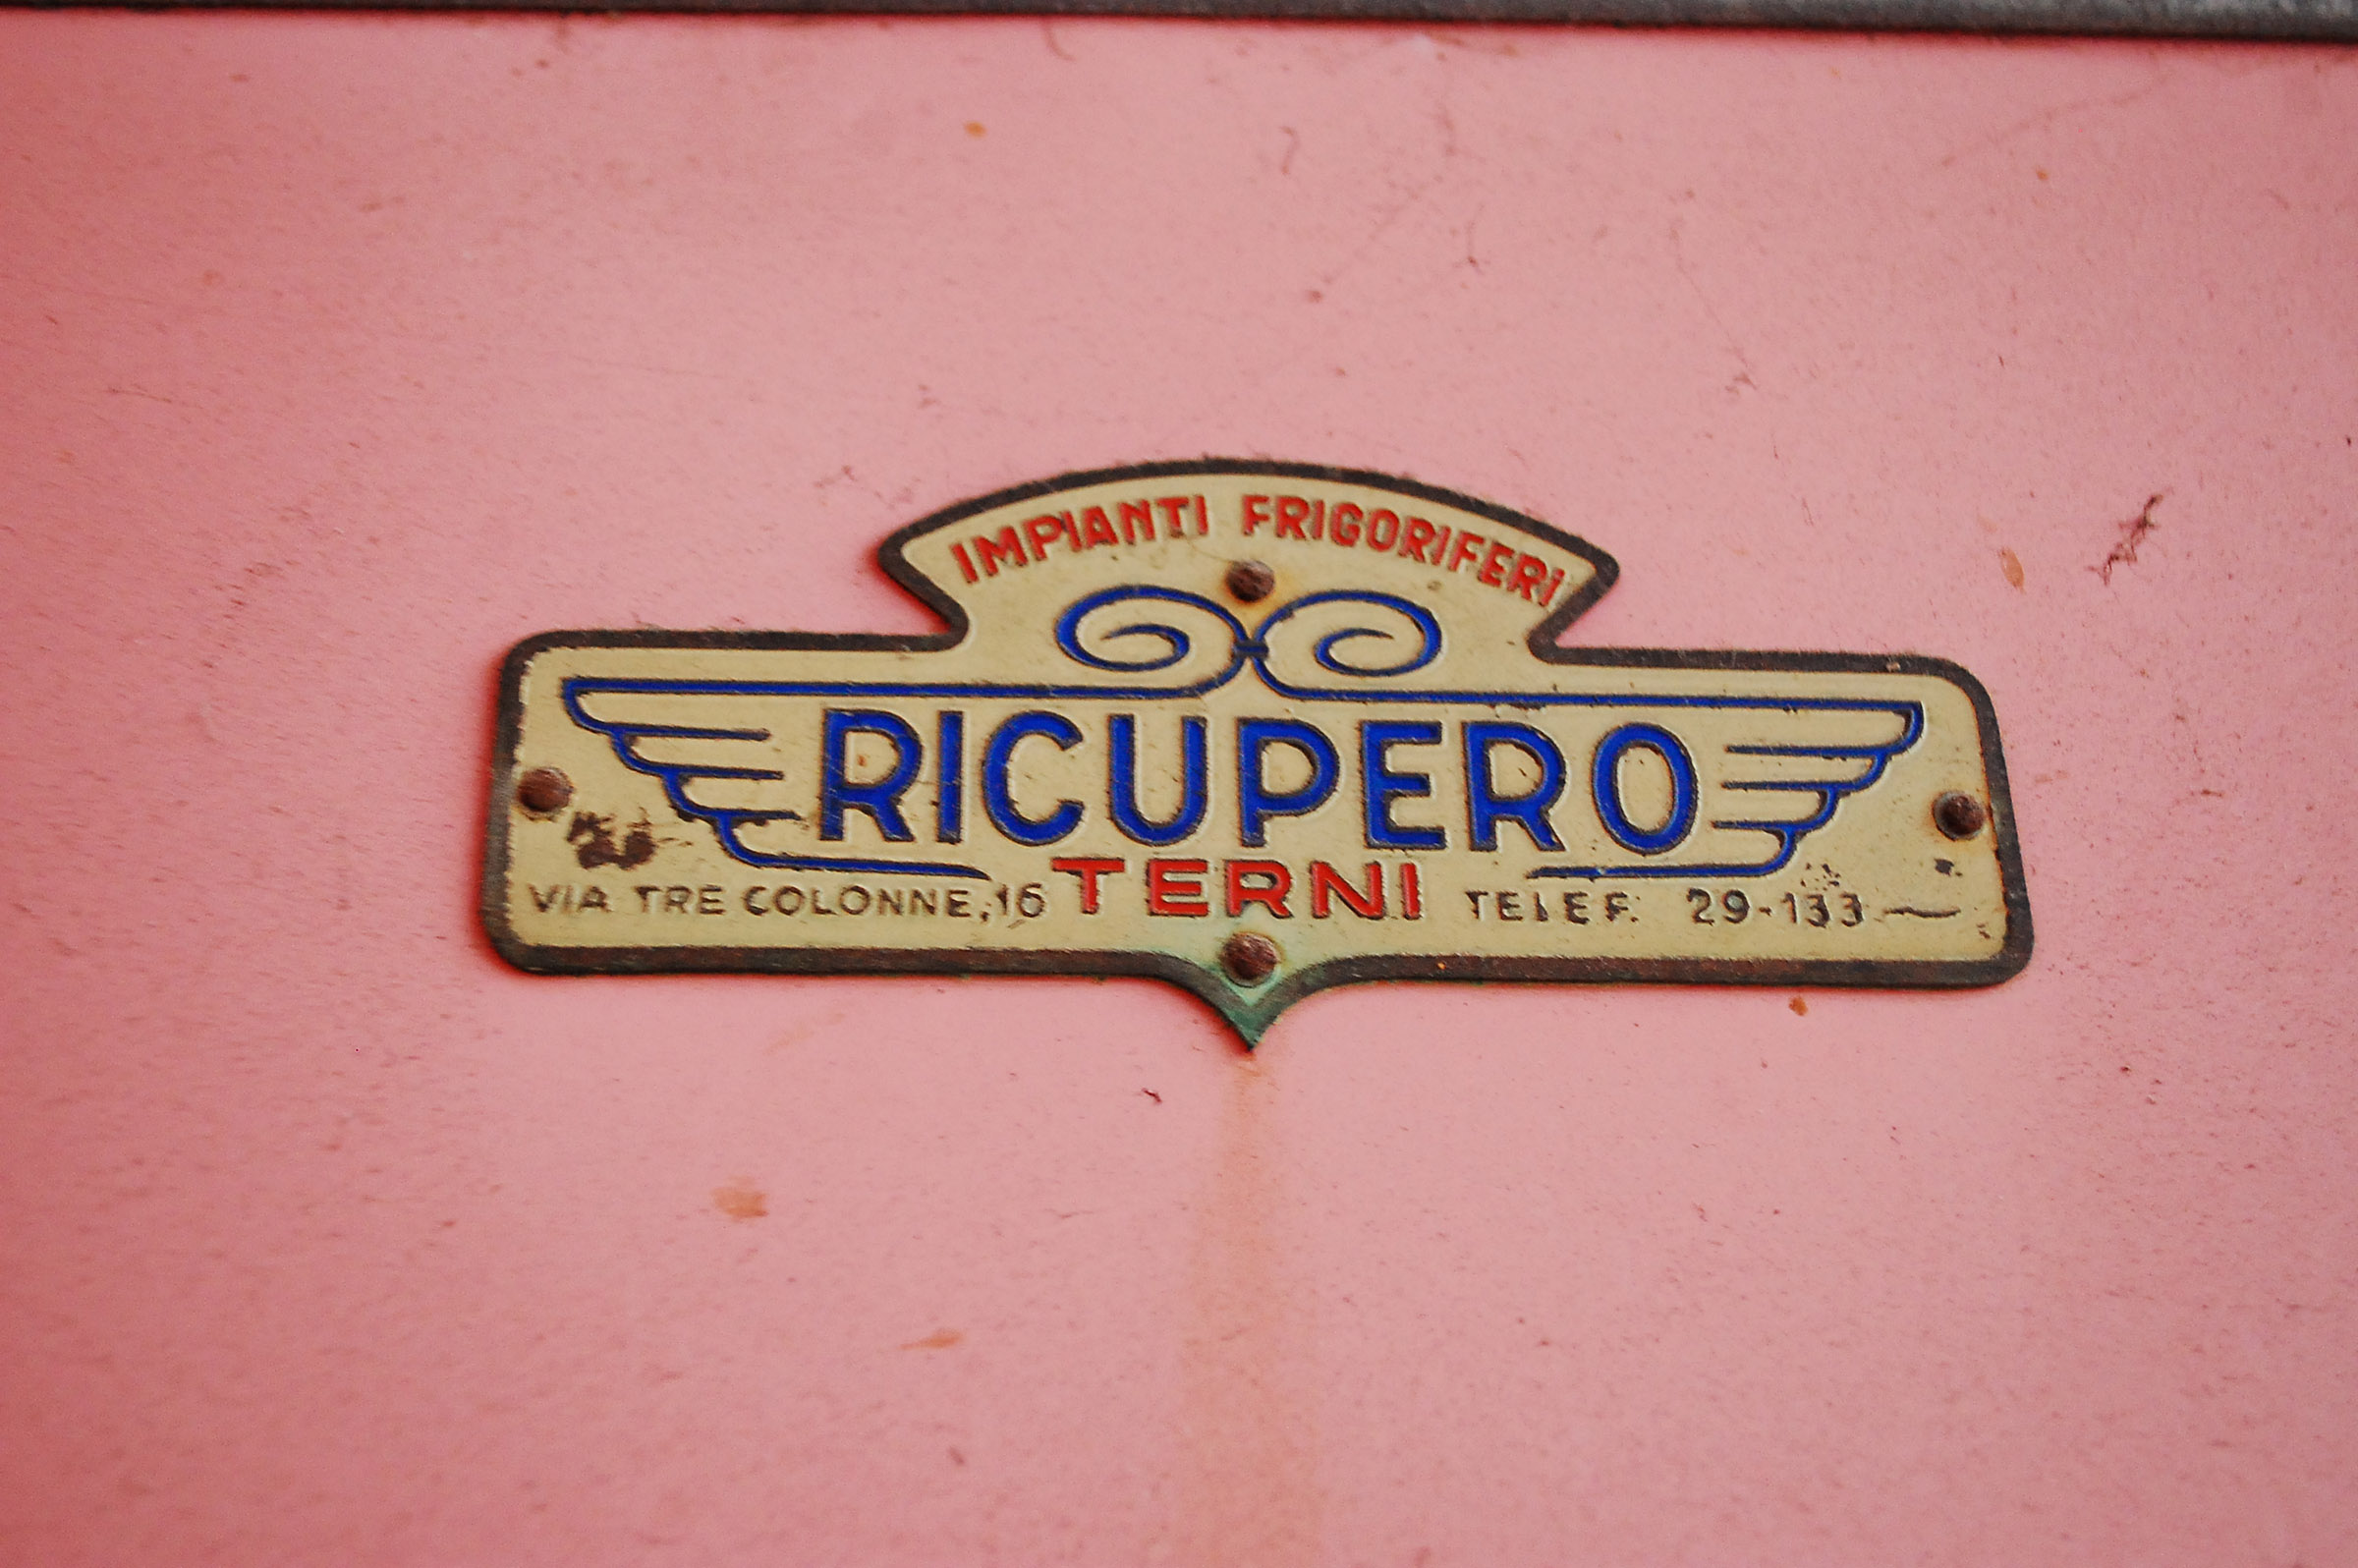 IMPIANTI FRIGORIFERI
RICUPERO
VIA TRE COLONNE, 16 TERNI TELEF. 29-133